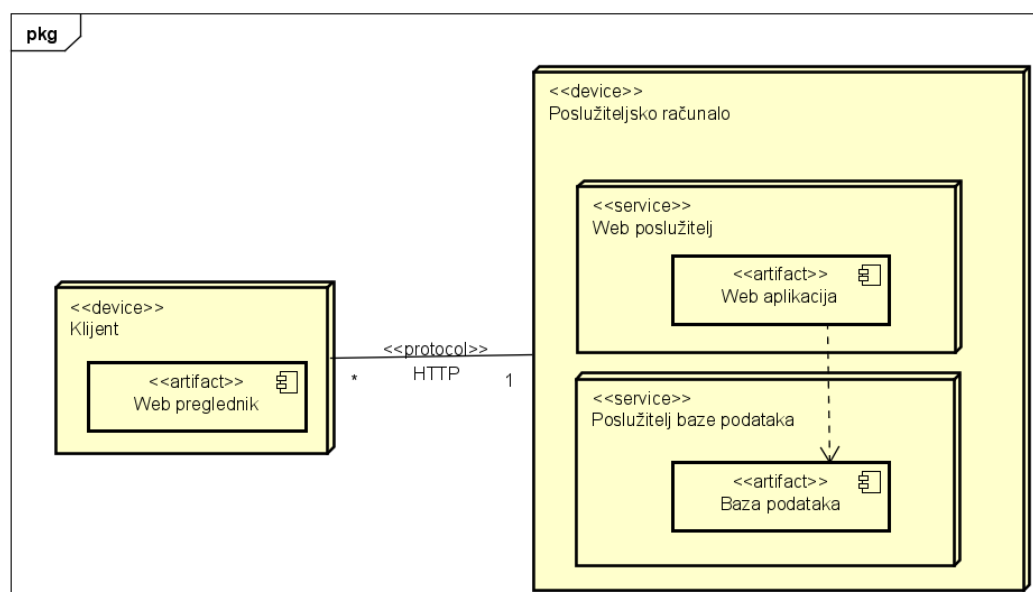 pkg
<<device>>
Poslužiteljsko računalo
<<service>>
Web poslužitelj
<<artifact>>
Web aplikacija
<<device>>
Klijent
<<artifact>>
Web preglednik
<<protocol>>
HTTP
*
1
<<service>>
Poslužitelj baze podataka
<<artifact>>
Baza podataka